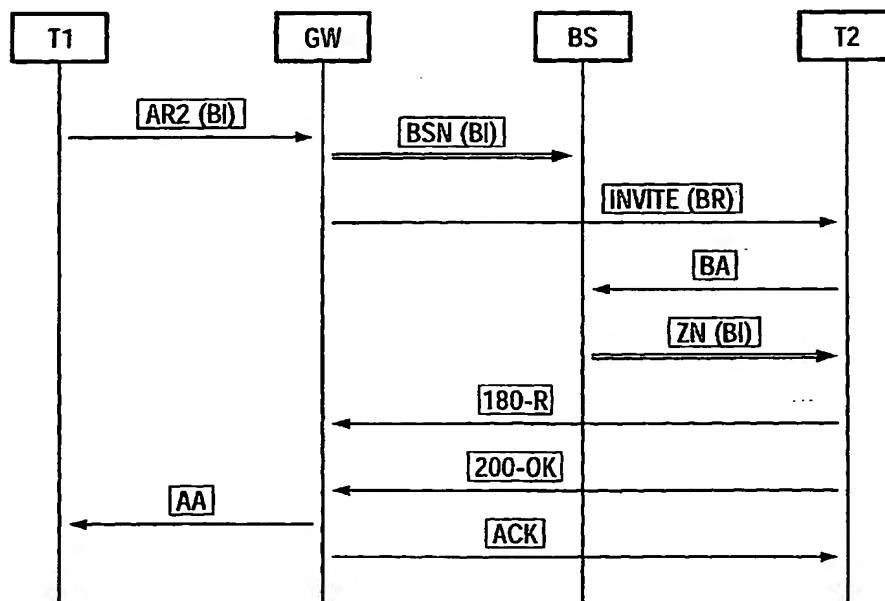 T1
GW
BS
T2
AR2 (BI)
BSN (BI)
INVITE (BR)
BA
ZN (BI)
180-R
200-OK
AA
ACK